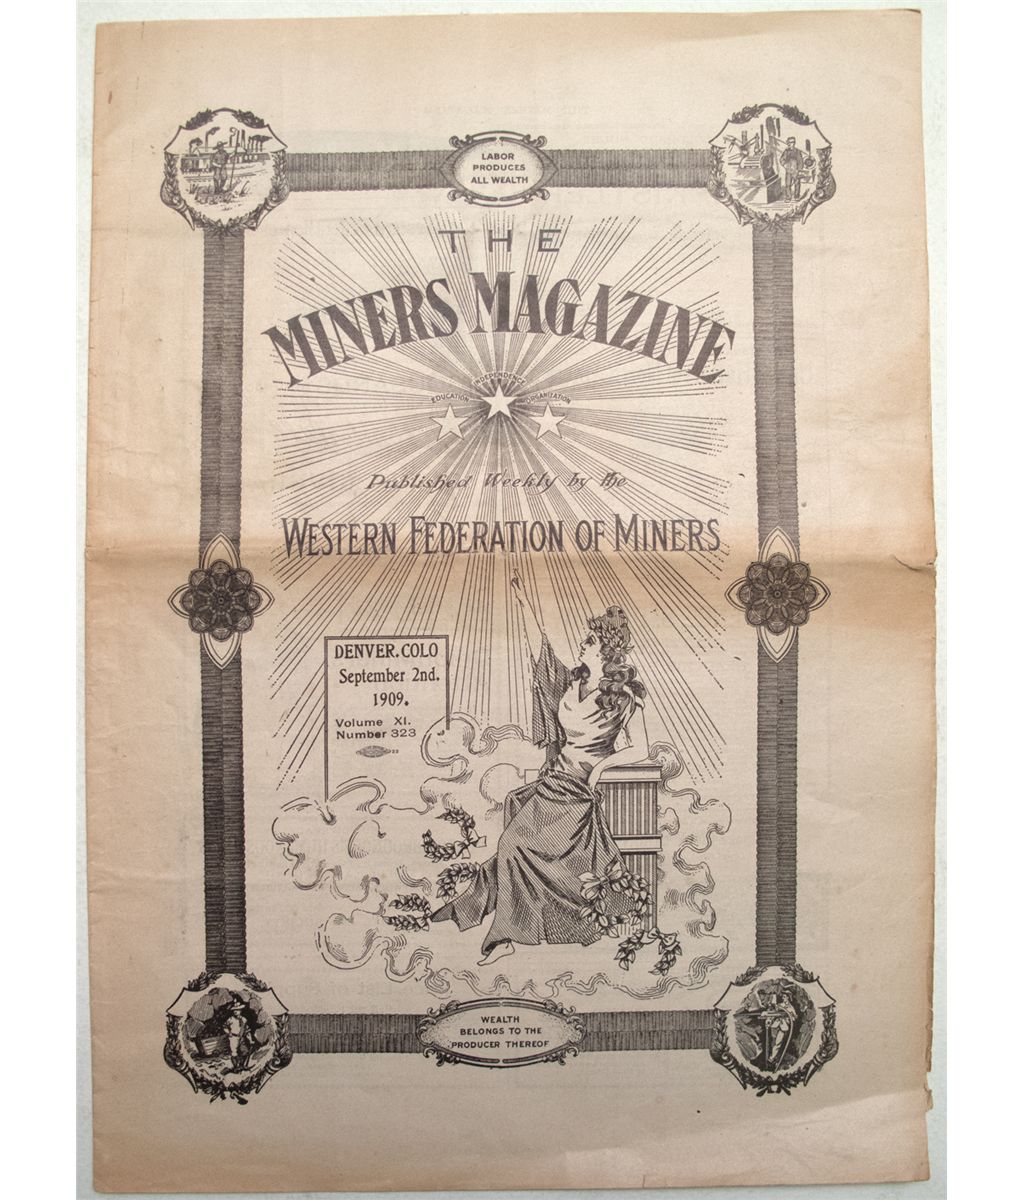 LABOR
PRODUCES
ALL WEALTH
THE
MINERS MAGAZINE
INDEPENDENCE
EDUCATION
ORGANIZATION
Published Weekly by the
WESTERN FEDERATION OF MINERS
DENVER.COLO
September 2nd.
1909.
Volume XI.
Number 323
WEALTH
BELONGS TO THE
PRODUCER THEREOF